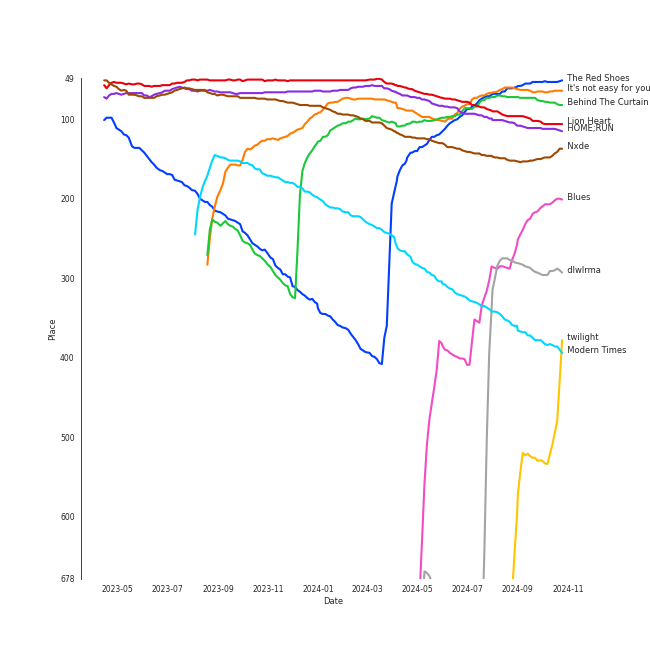 49
100
200
300
400
500
600
678
Place
The Red Shoes
It's not easy for you
Behind The Curtain
Lion Heart
HOME;RUN
Nxde
Blues
dlwlrma
twilight
Modern Times
2023-05 2023-07 2023-09 2023-11 2024-01 2024-03 2024-05 2024-07 2024-09 2024-11
Date